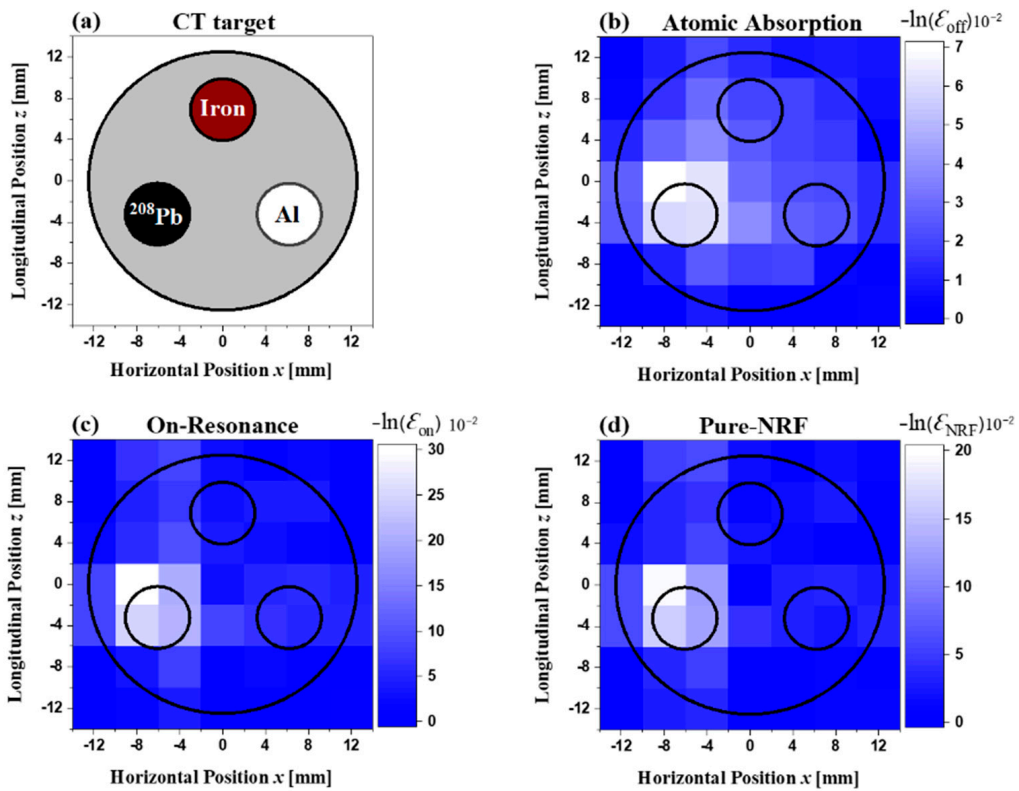 (a) CT target
12
8
4
0
-4
-8
-12
Longitudinal Position z [mm]
Iron
208Pb
Al
-12 -8 -4 0 4 8 12
Horizontal Position x [mm]
(b) Atomic Absorption
−ln(ℰoff)10-2
12
8
4
0
-4
-8
-12
Longitudinal Position z [mm]
-12 -8 -4 0 4 8 12
Horizontal Position x [mm]
7
6
5
4
3
2
1
0
(c) On-Resonance
−ln(ℰon) 10-2
12
8
4
0
-4
-8
-12
Longitudinal Position z [mm]
-12 -8 -4 0 4 8 12
Horizontal Position x [mm]
30
25
20
15
10
5
0
(d) Pure-NRF
−ln(ℰNRF)10-2
12
8
4
0
-4
-8
-12
Longitudinal Position z [mm]
-12 -8 -4 0 4 8 12
Horizontal Position x [mm]
20
15
10
5
0